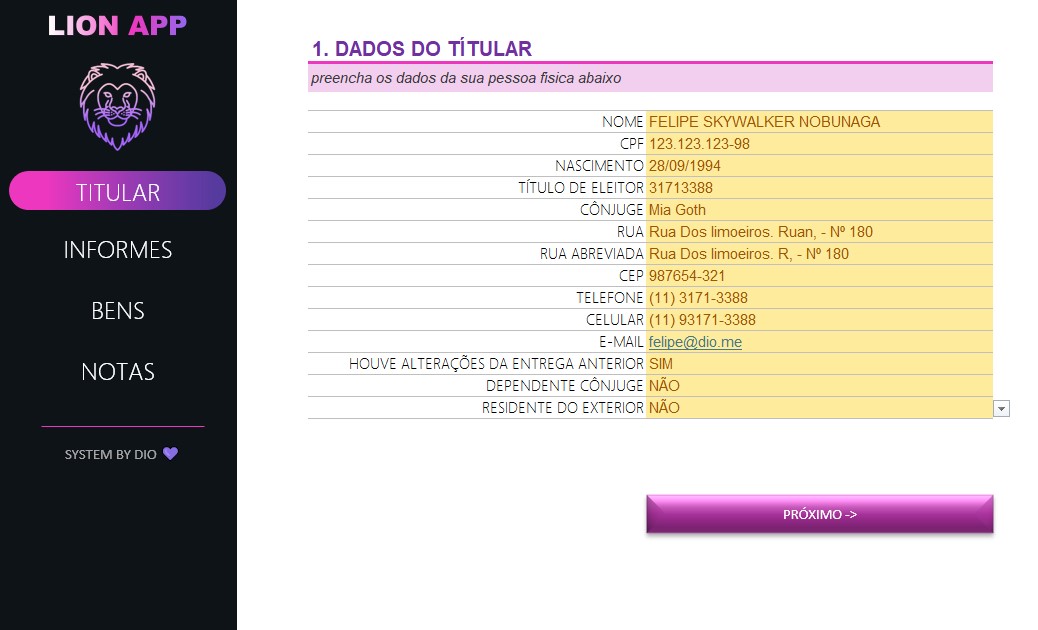 LION APP
TITULAR
INFORMES
BENS
NOTAS
SYSTEM BY DIO
1. DADOS DO TÍTULAR
preencha os dados da sua pessoa fisica abaixo
NOME FELIPE SKYWALKER NOBUNAGA
CPF 123.123.123-98
NASCIMENTO 28/09/1994
TÍTULO DE ELEITOR 31713388
CÔNJUGE Mia Goth
RUA Rua Dos limoeiros. Ruan, - Nº 180
RUA ABREVIADA Rua Dos limoeiros. R, - Nº 180
CEP 987654-321
TELEFONE (11) 3171-3388
CELULAR (11) 93171-3388
E-MAIL felipe@dio.me
HOUVE ALTERAÇÕES DA ENTREGA ANTERIOR SIM
DEPENDENTE CÔNJUGE NÃO
RESIDENTE DO EXTERIOR NÃO
PRÓXIMO ->